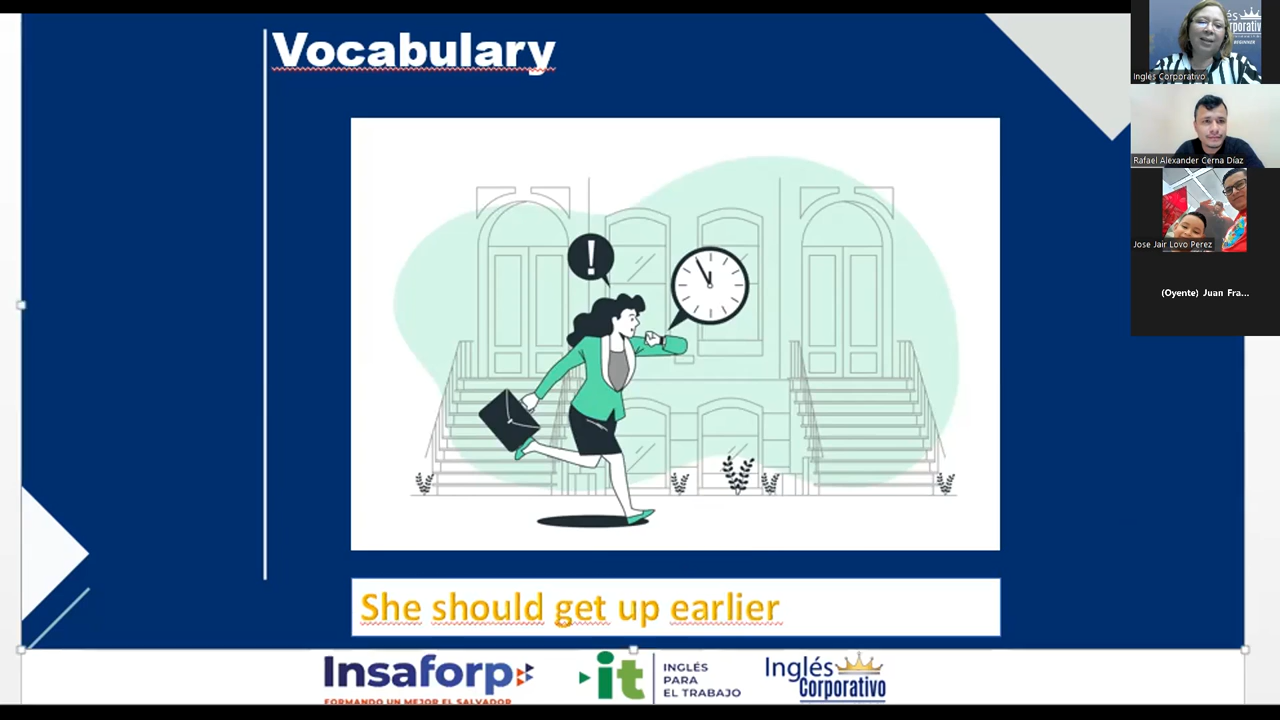 Vocabulary
!
She should get up earlier
Insaforp
FORMANDO UN MEJOR EL SALVADOR
it
INGLÉS
PARA
EL TRABAJO
Inglés
Corporativo
Inglés Corporativo
Rafael Alexander Cerna Díaz
Jose Jair Lovo Perez
(Oyente) Juan Fra...